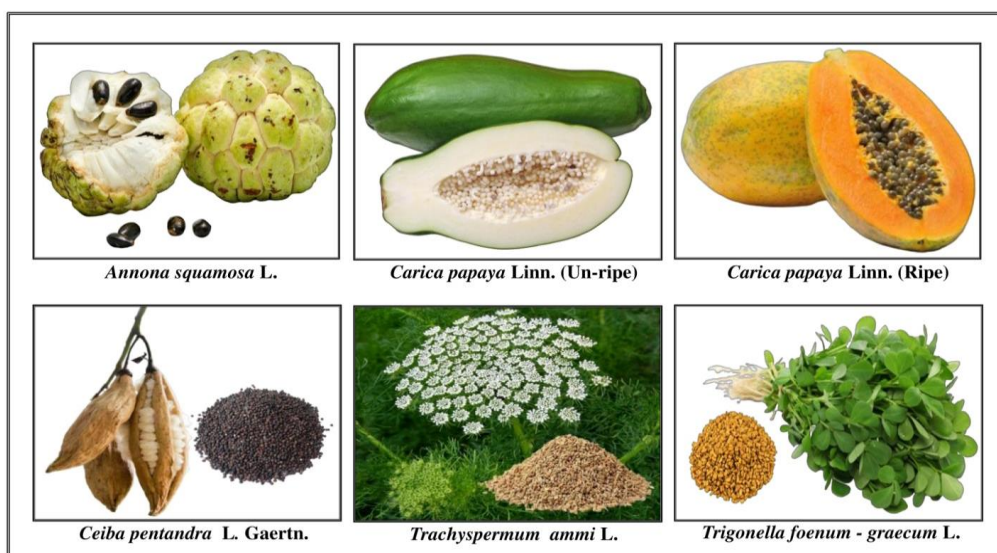 Annona squamosa L.
Carica papaya Linn. (Un-ripe)
Carica papaya Linn. (Ripe)
Ceiba pentandra L. Gaertn.
Trachyspermum ammi L.
Trigonella foenum - graecum L.